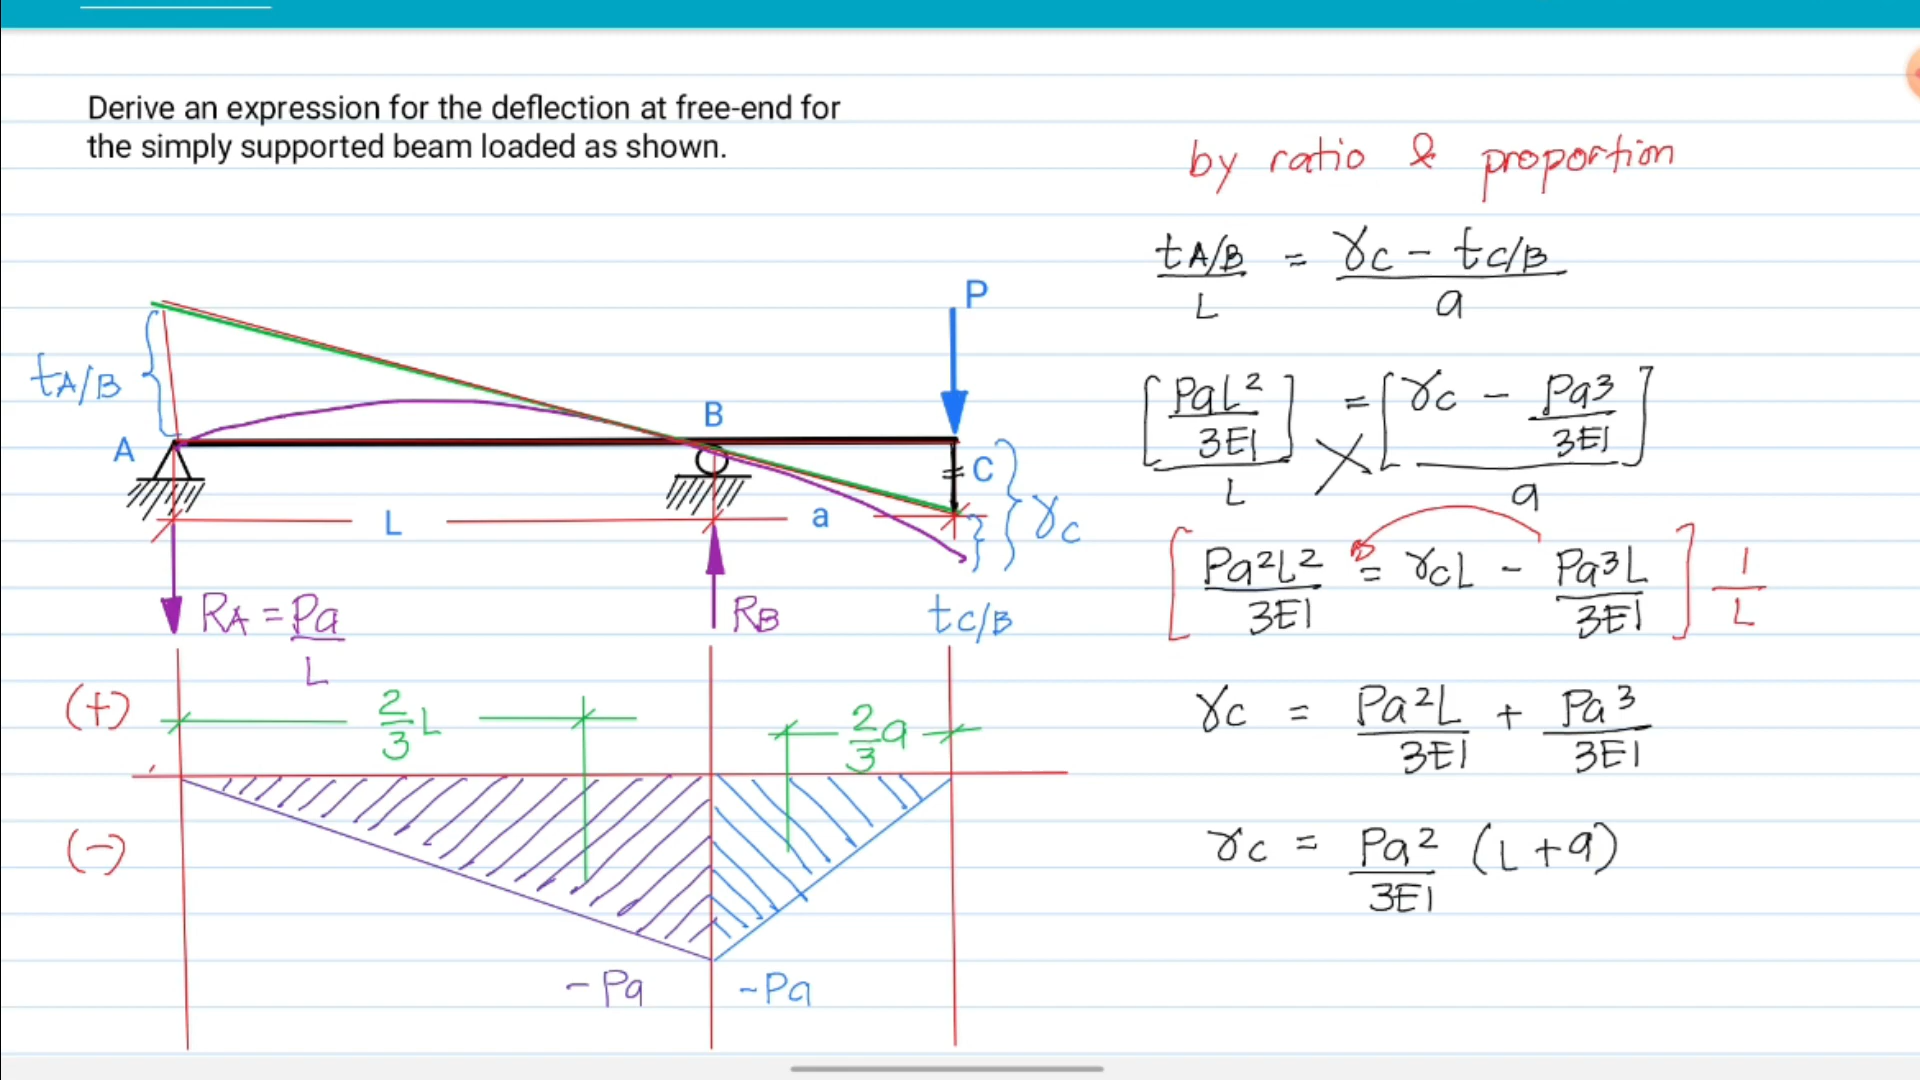 Derive an expression for the deflection at free-end for
the simply supported beam loaded as shown.
by ratio & proportion
tA/B / L = γc - tC/B / a
P
tA/B
B
A
C
[PaL² / 3EI] / L = [γc - Pa³ / 3EI] / a
L
a
γc
[Pa²L² / 3EI = γcL - Pa³L / 3EI] 1/L
RA = Pa / L
RB
tC/B
(+)
2/3 L
2/3 a
γc = Pa²L / 3EI + Pa³ / 3EI
(-)
γc = Pa² / 3EI (L + a)
- Pa
- Pa